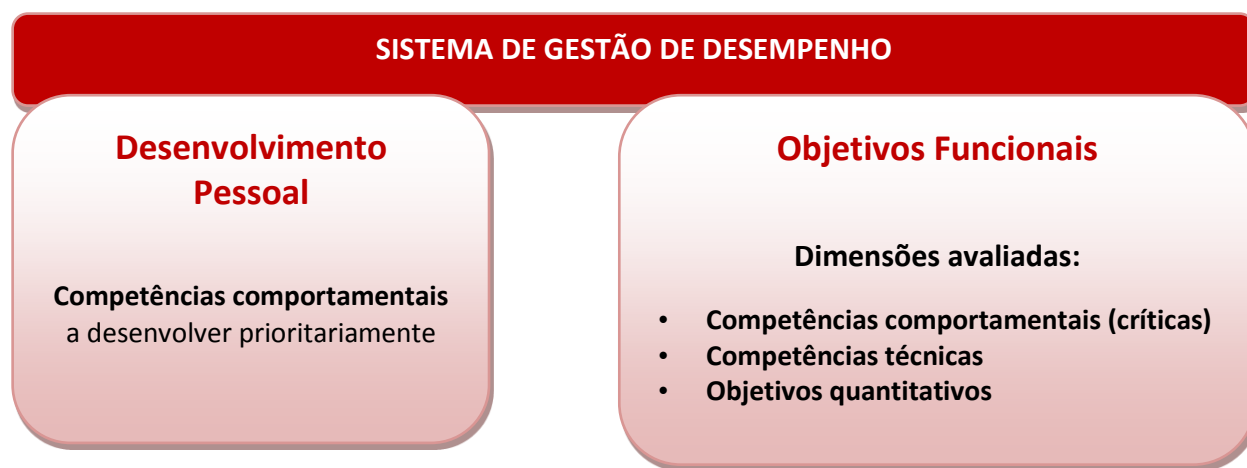 SISTEMA DE GESTÃO DE DESEMPENHO
Desenvolvimento
Pessoal
Competências comportamentais
a desenvolver prioritariamente
Objetivos Funcionais
Dimensões avaliadas:
• Competências comportamentais (críticas)
• Competências técnicas
• Objetivos quantitativos